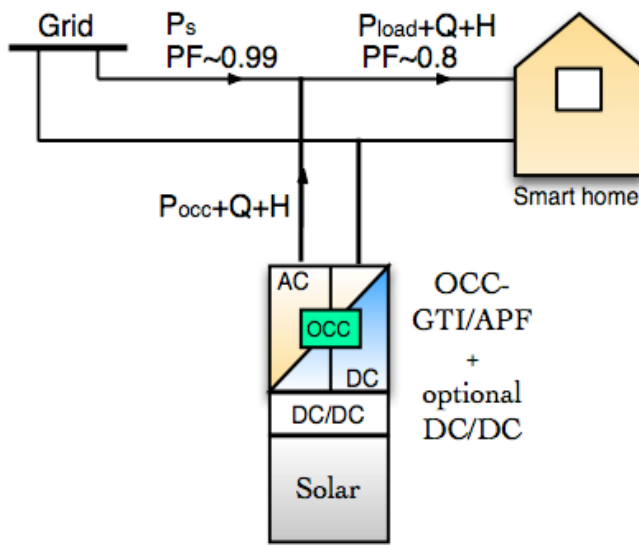 Grid
Ps
PF~0.99
Pload+Q+H
PF~0.8
Smart home
Pocc+Q+H
AC
OCC
DC
OCC-
GTI/APF
+
optional
DC/DC
DC/DC
Solar